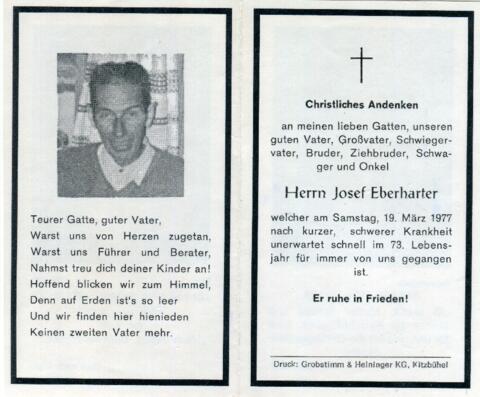 Teurer Gatte, guter Vater,
Warst uns von Herzen zugetan,
Warst uns Führer und Berater,
Nahmst treu dich deiner Kinder an!
Hoffend blicken wir zum Himmel,
Denn auf Erden ist's so leer
Und wir finden hier hienieden
Keinen zweiten Vater mehr.
Christliches Andenken
an meinen lieben Gatten, unseren
guten Vater, Großvater, Schwieger-
vater, Bruder, Ziehbruder, Schwa-
ger und Onkel
Herrn Josef Eberharter
welcher am Samstag, 19. März 1977
nach kurzer, schwerer Krankheit
unerwartet schnell im 73. Lebens-
jahr für immer von uns gegangen
ist.
Er ruhe in Frieden!
Druck: Grobstimm & Heininger KG, Kitzbühel